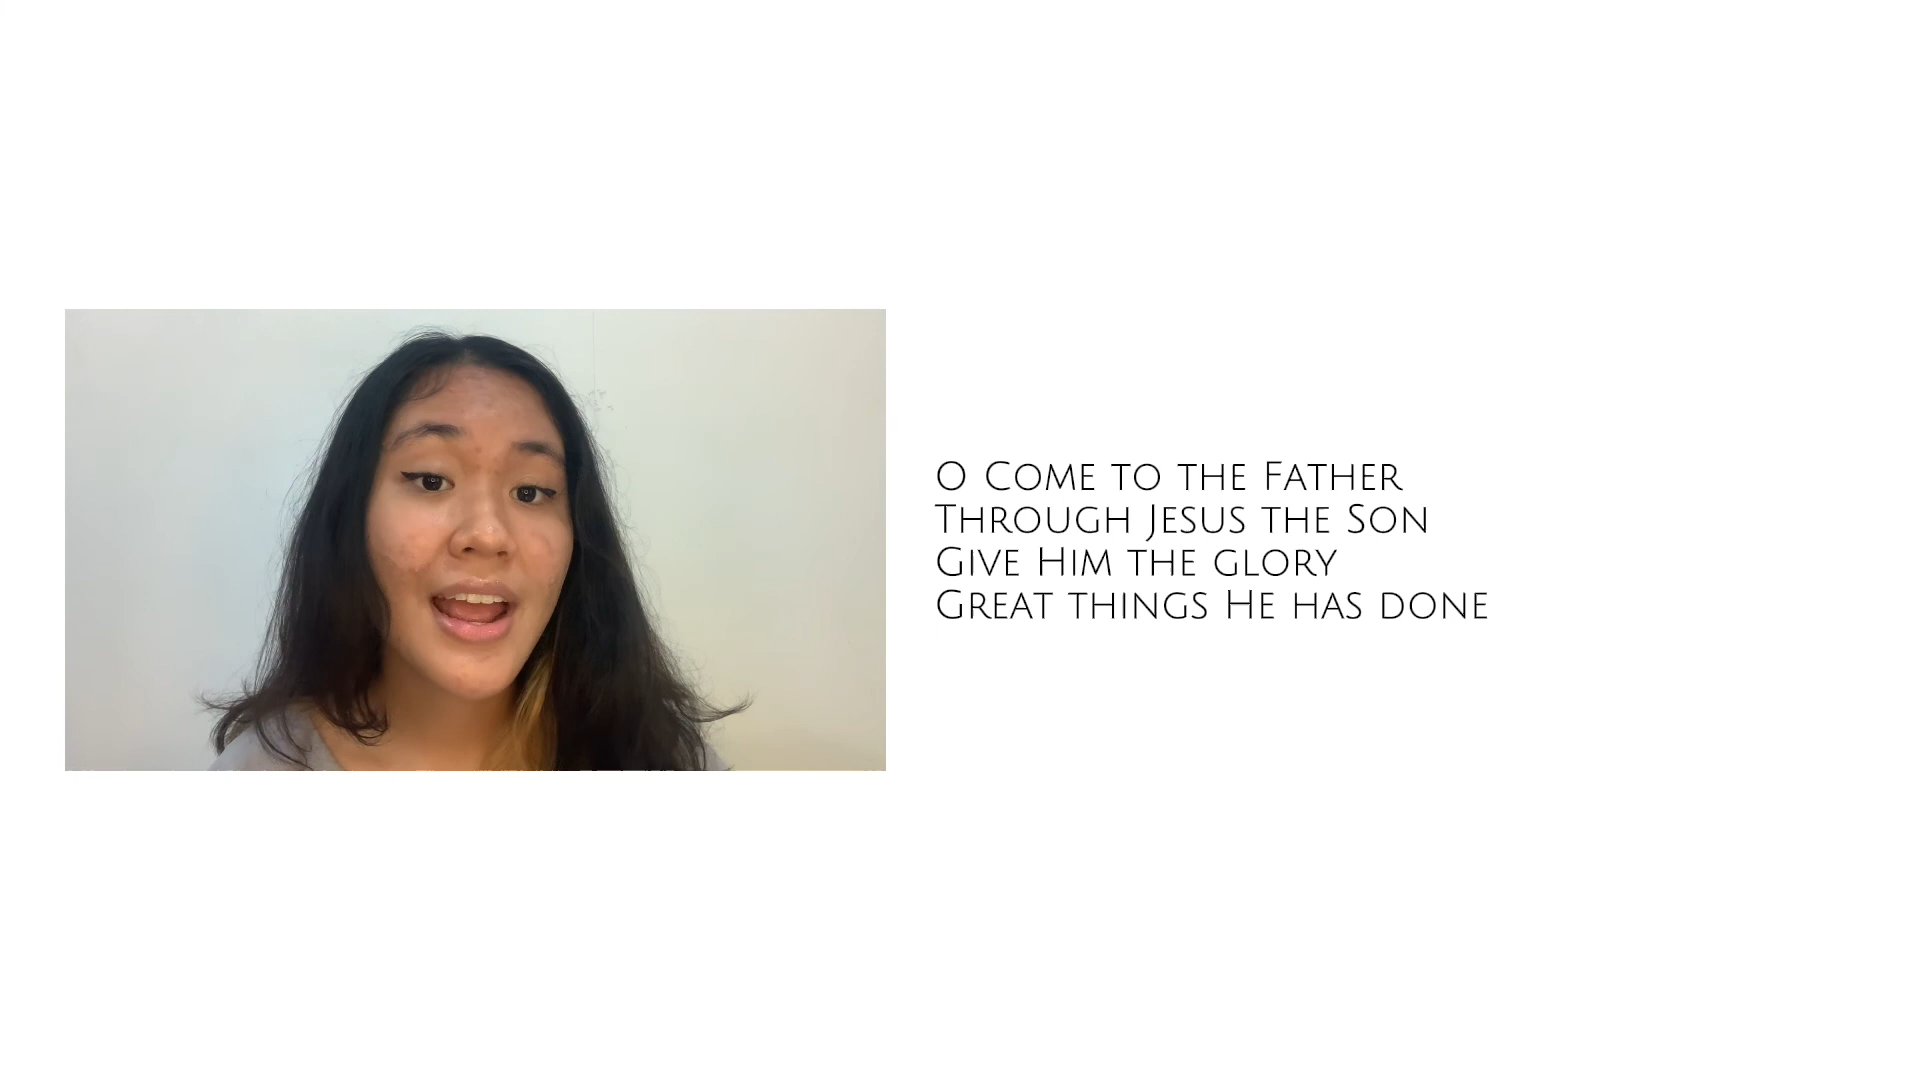 O Come to the Father
Through Jesus the Son
Give Him the glory
Great things He has done